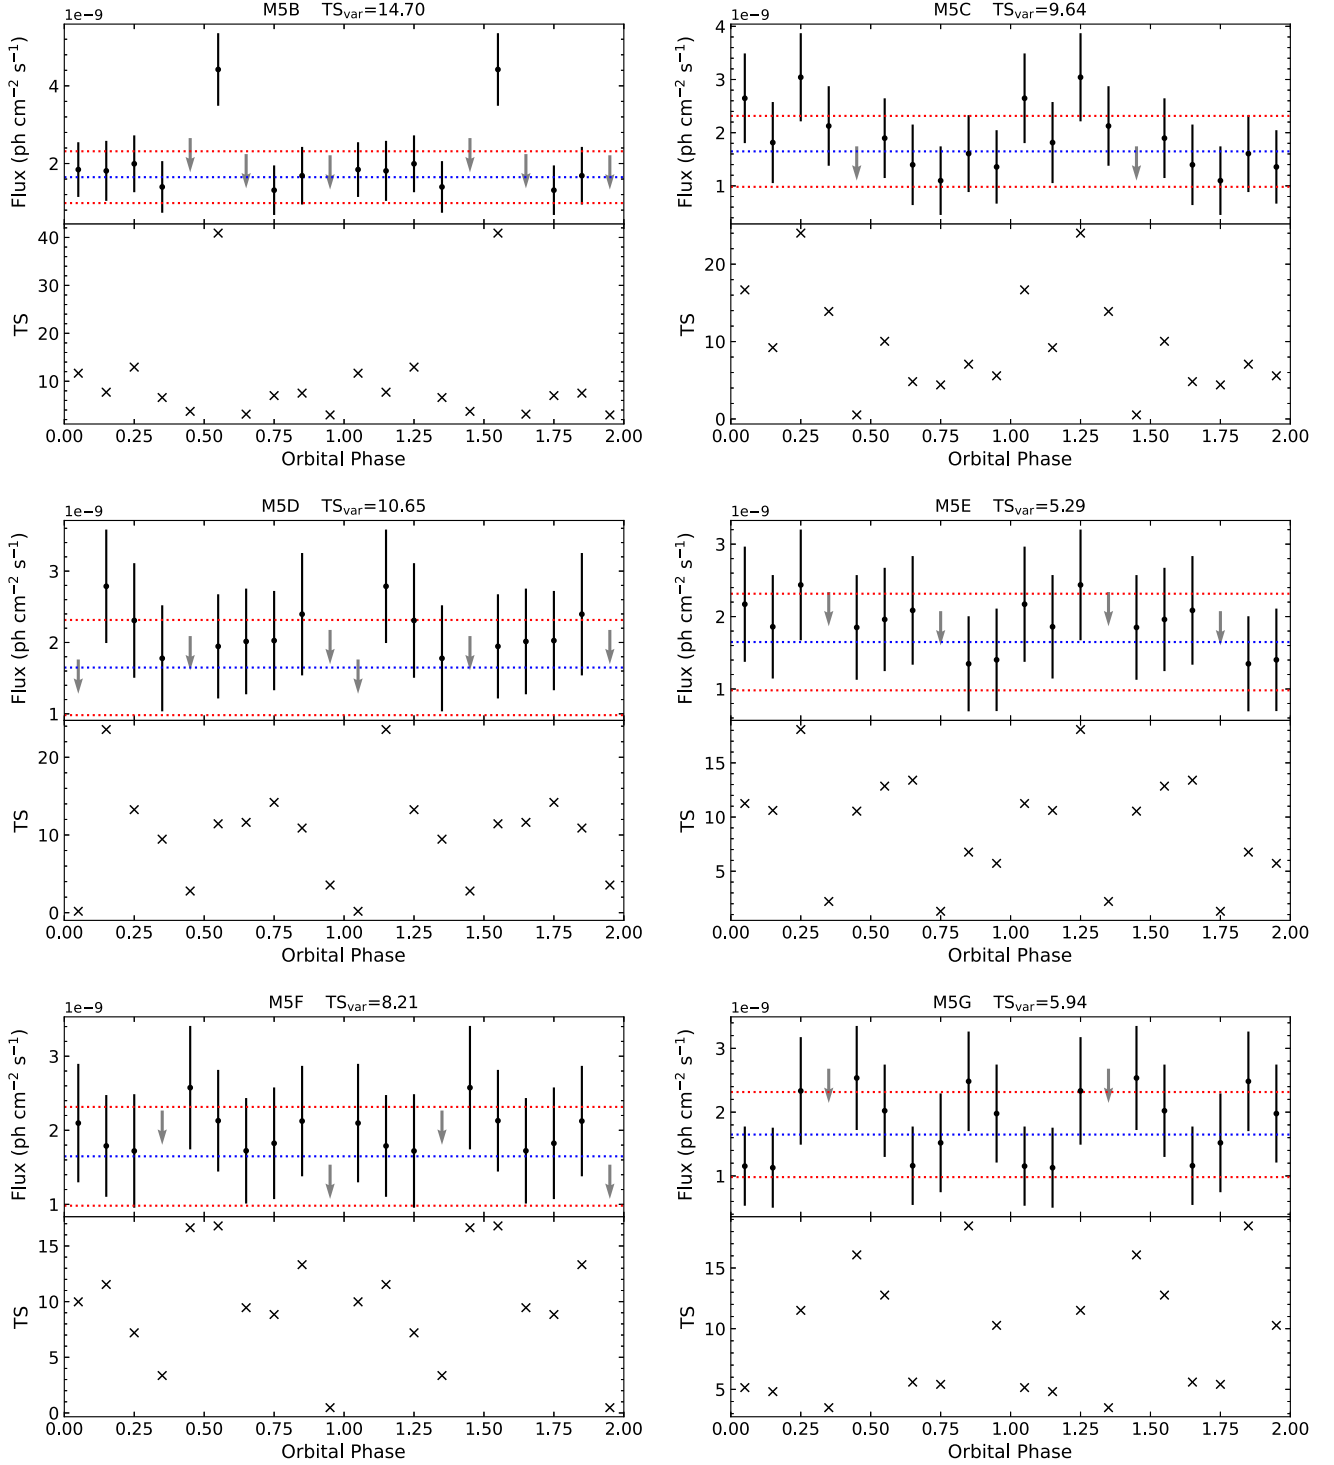 M5B TS_var=14.70
1e−9
Flux (ph cm⁻² s⁻¹)
4
2
TS
40
30
20
10
0.00 0.25 0.50 0.75 1.00 1.25 1.50 1.75 2.00
Orbital Phase
M5C TS_var=9.64
1e−9
Flux (ph cm⁻² s⁻¹)
4
3
2
1
TS
20
10
0
0.00 0.25 0.50 0.75 1.00 1.25 1.50 1.75 2.00
Orbital Phase
M5D TS_var=10.65
1e−9
Flux (ph cm⁻² s⁻¹)
3
2
1
TS
20
10
0
0.00 0.25 0.50 0.75 1.00 1.25 1.50 1.75 2.00
Orbital Phase
M5E TS_var=5.29
1e−9
Flux (ph cm⁻² s⁻¹)
3
2
1
TS
15
10
5
0.00 0.25 0.50 0.75 1.00 1.25 1.50 1.75 2.00
Orbital Phase
M5F TS_var=8.21
1e−9
Flux (ph cm⁻² s⁻¹)
3
2
1
TS
15
10
5
0
0.00 0.25 0.50 0.75 1.00 1.25 1.50 1.75 2.00
Orbital Phase
M5G TS_var=5.94
1e−9
Flux (ph cm⁻² s⁻¹)
3
2
1
TS
15
10
5
0.00 0.25 0.50 0.75 1.00 1.25 1.50 1.75 2.00
Orbital Phase